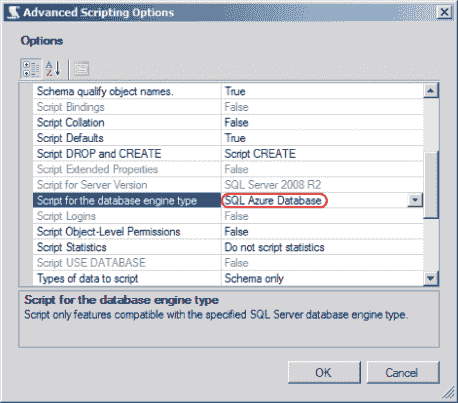 Advanced Scripting Options
Options
Schema qualify object names. True
Script Bindings False
Script Collation False
Script Defaults True
Script DROP and CREATE Script CREATE
Script Extended Properties False
Script for Server Version SQL Server 2008 R2
Script for the database engine type SQL Azure Database
Script Logins False
Script Object-Level Permissions False
Script Statistics Do not script statistics
Script USE DATABASE False
Types of data to script Schema only
Script for the database engine type
Script only features compatible with the specified SQL Server database engine type.
OK Cancel